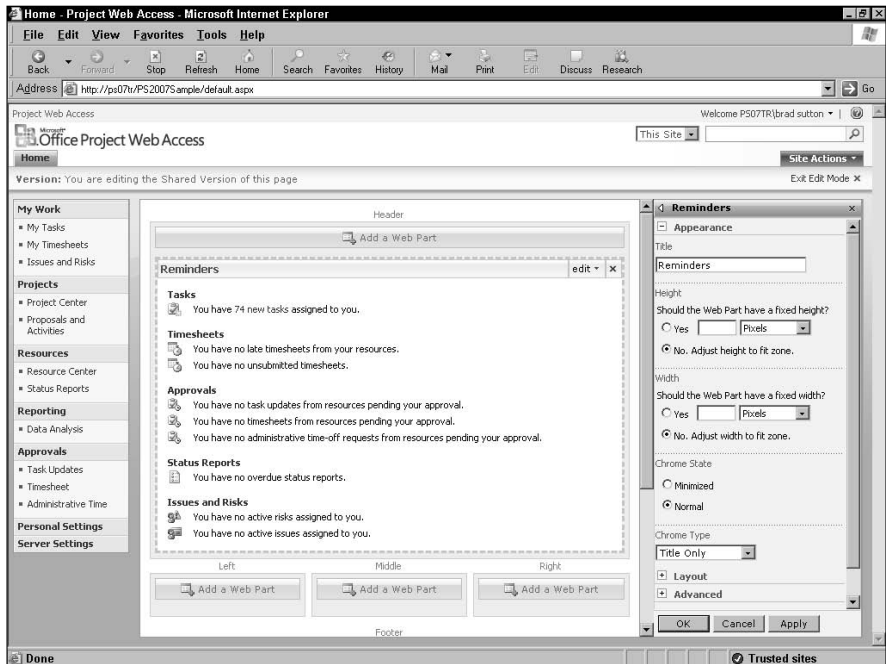 Home - Project Web Access - Microsoft Internet Explorer
File Edit View Favorites Tools Help
Back Forward Stop Refresh Home Search Favorites History Mail Print Edit Discuss Research
Address http://ps07tr/PS2007Sample/default.aspx Go
Project Web Access Welcome PS07TR\brad sutton
Microsoft
Office Project Web Access This Site
Home Site Actions
Version: You are editing the Shared Version of this page Exit Edit Mode
My Work
My Tasks
My Timesheets
Issues and Risks
Projects
Project Center
Proposals and
Activities
Resources
Resource Center
Status Reports
Reporting
Data Analysis
Approvals
Task Updates
Timesheet
Administrative Time
Personal Settings
Server Settings
Header
Add a Web Part
Reminders edit
Tasks
You have 74 new tasks assigned to you.
Timesheets
You have no late timesheets from your resources.
You have no unsubmitted timesheets.
Approvals
You have no task updates from resources pending your approval.
You have no timesheets from resources pending your approval.
You have no administrative time-off requests from resources pending your approval.
Status Reports
You have no overdue status reports.
Issues and Risks
You have no active risks assigned to you.
You have no active issues assigned to you.
Left Middle Right
Add a Web Part Add a Web Part Add a Web Part
Footer
Reminders
Appearance
Title
Reminders
Height
Should the Web Part have a fixed height?
Yes Pixels
No. Adjust height to fit zone.
Width
Should the Web Part have a fixed width?
Yes Pixels
No. Adjust width to fit zone.
Chrome State
Minimized
Normal
Chrome Type
Title Only
Layout
Advanced
OK Cancel Apply
Done Trusted sites